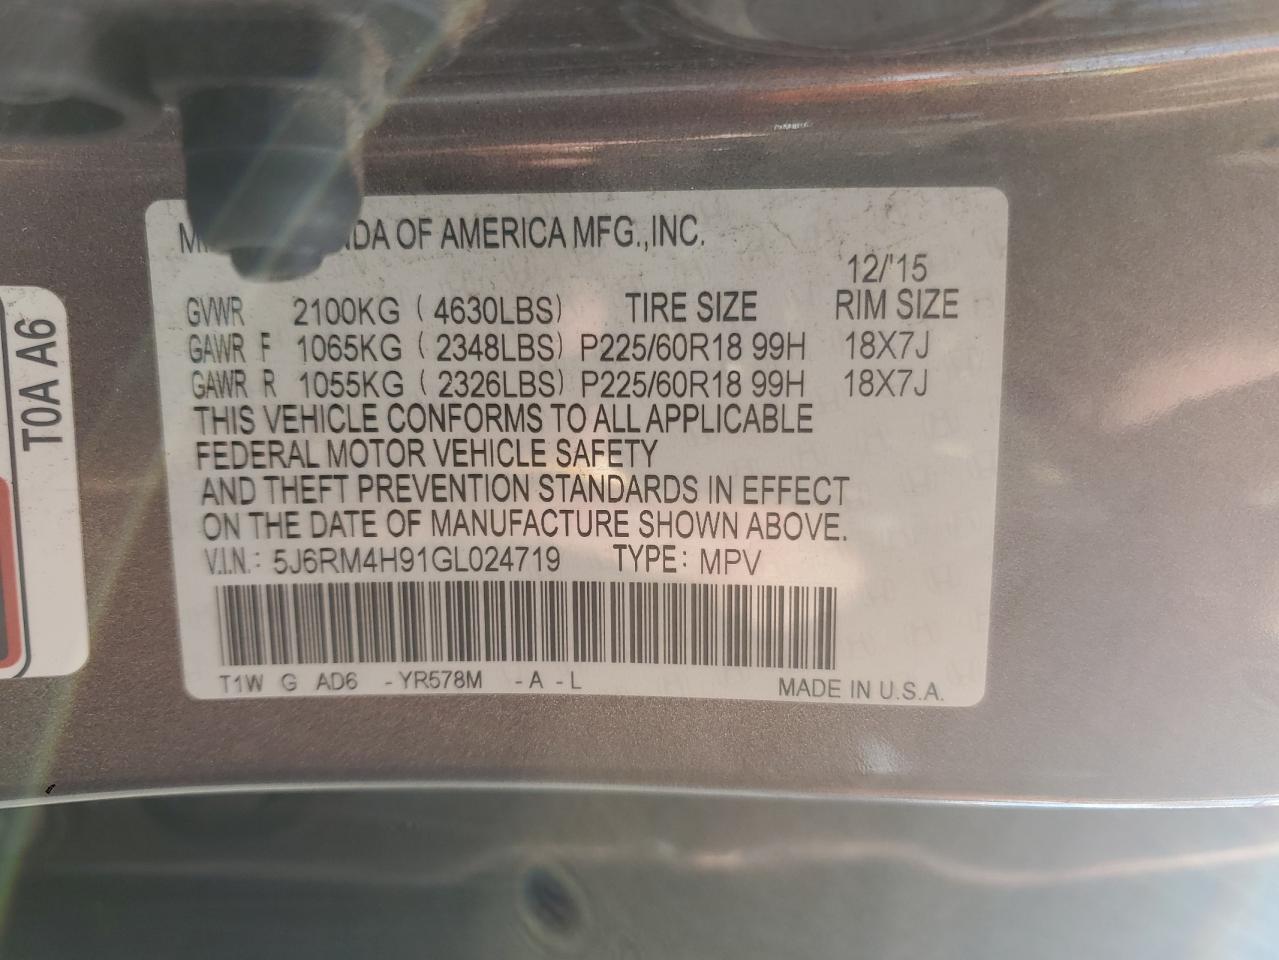 OF AMERICA MFG.,INC.
12/'15
GVWR 2100KG ( 4630LBS) TIRE SIZE RIM SIZE
GAWR F 1065KG ( 2348LBS) P225/60R18 99H 18X7J
GAWR R 1055KG ( 2326LBS) P225/60R18 99H 18X7J
THIS VEHICLE CONFORMS TO ALL APPLICABLE
FEDERAL MOTOR VEHICLE SAFETY
AND THEFT PREVENTION STANDARDS IN EFFECT
ON THE DATE OF MANUFACTURE SHOWN ABOVE.
V.I.N.: 5J6RM4H91GL024719 TYPE: MPV
T1W G AD6 -YR578M -A -L MADE IN U.S.A.
T0A A6